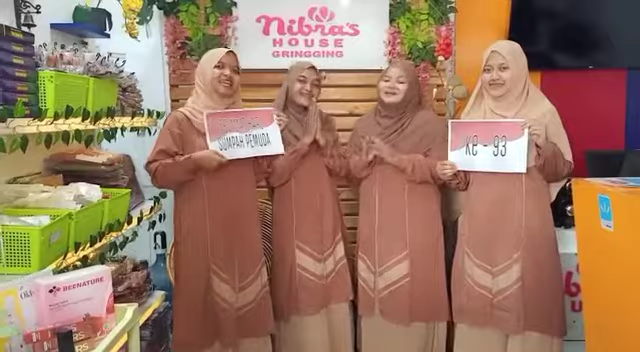 Nibra's
HOUSE
GRINGGING
SUMPAH PEMUDA
Ke - 93
BEENATURE